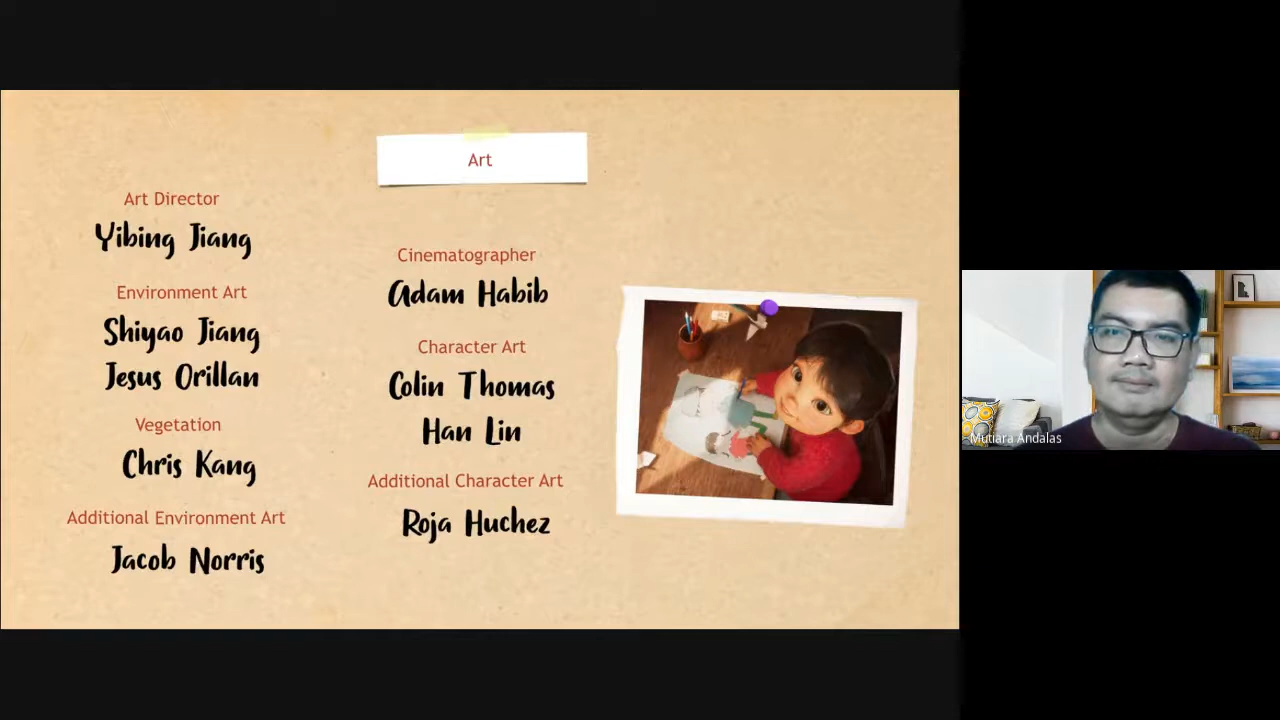 Art
Art Director
Yibing Jiang
Environment Art
Shiyao Jiang
Jesus Orillan
Vegetation
Chris Kang
Additional Environment Art
Jacob Norris
Cinematographer
Adam Habib
Character Art
Colin Thomas
Han Lin
Additional Character Art
Roja Huchez
Mutiara Andalas